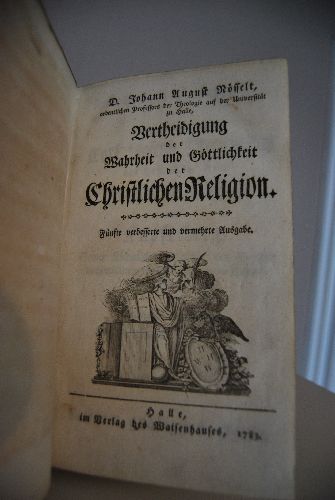 D. Johann August Nösselt,
ordentlichen Professors der Theologie auf der Universität
zu Halle,
Vertheidigung
der
Wahrheit und Göttlichkeit
der
Christlichen Religion.
Fünfte verbesserte und vermehrte Ausgabe.
Halle,
im Verlag des Waisenhauses, 1783.